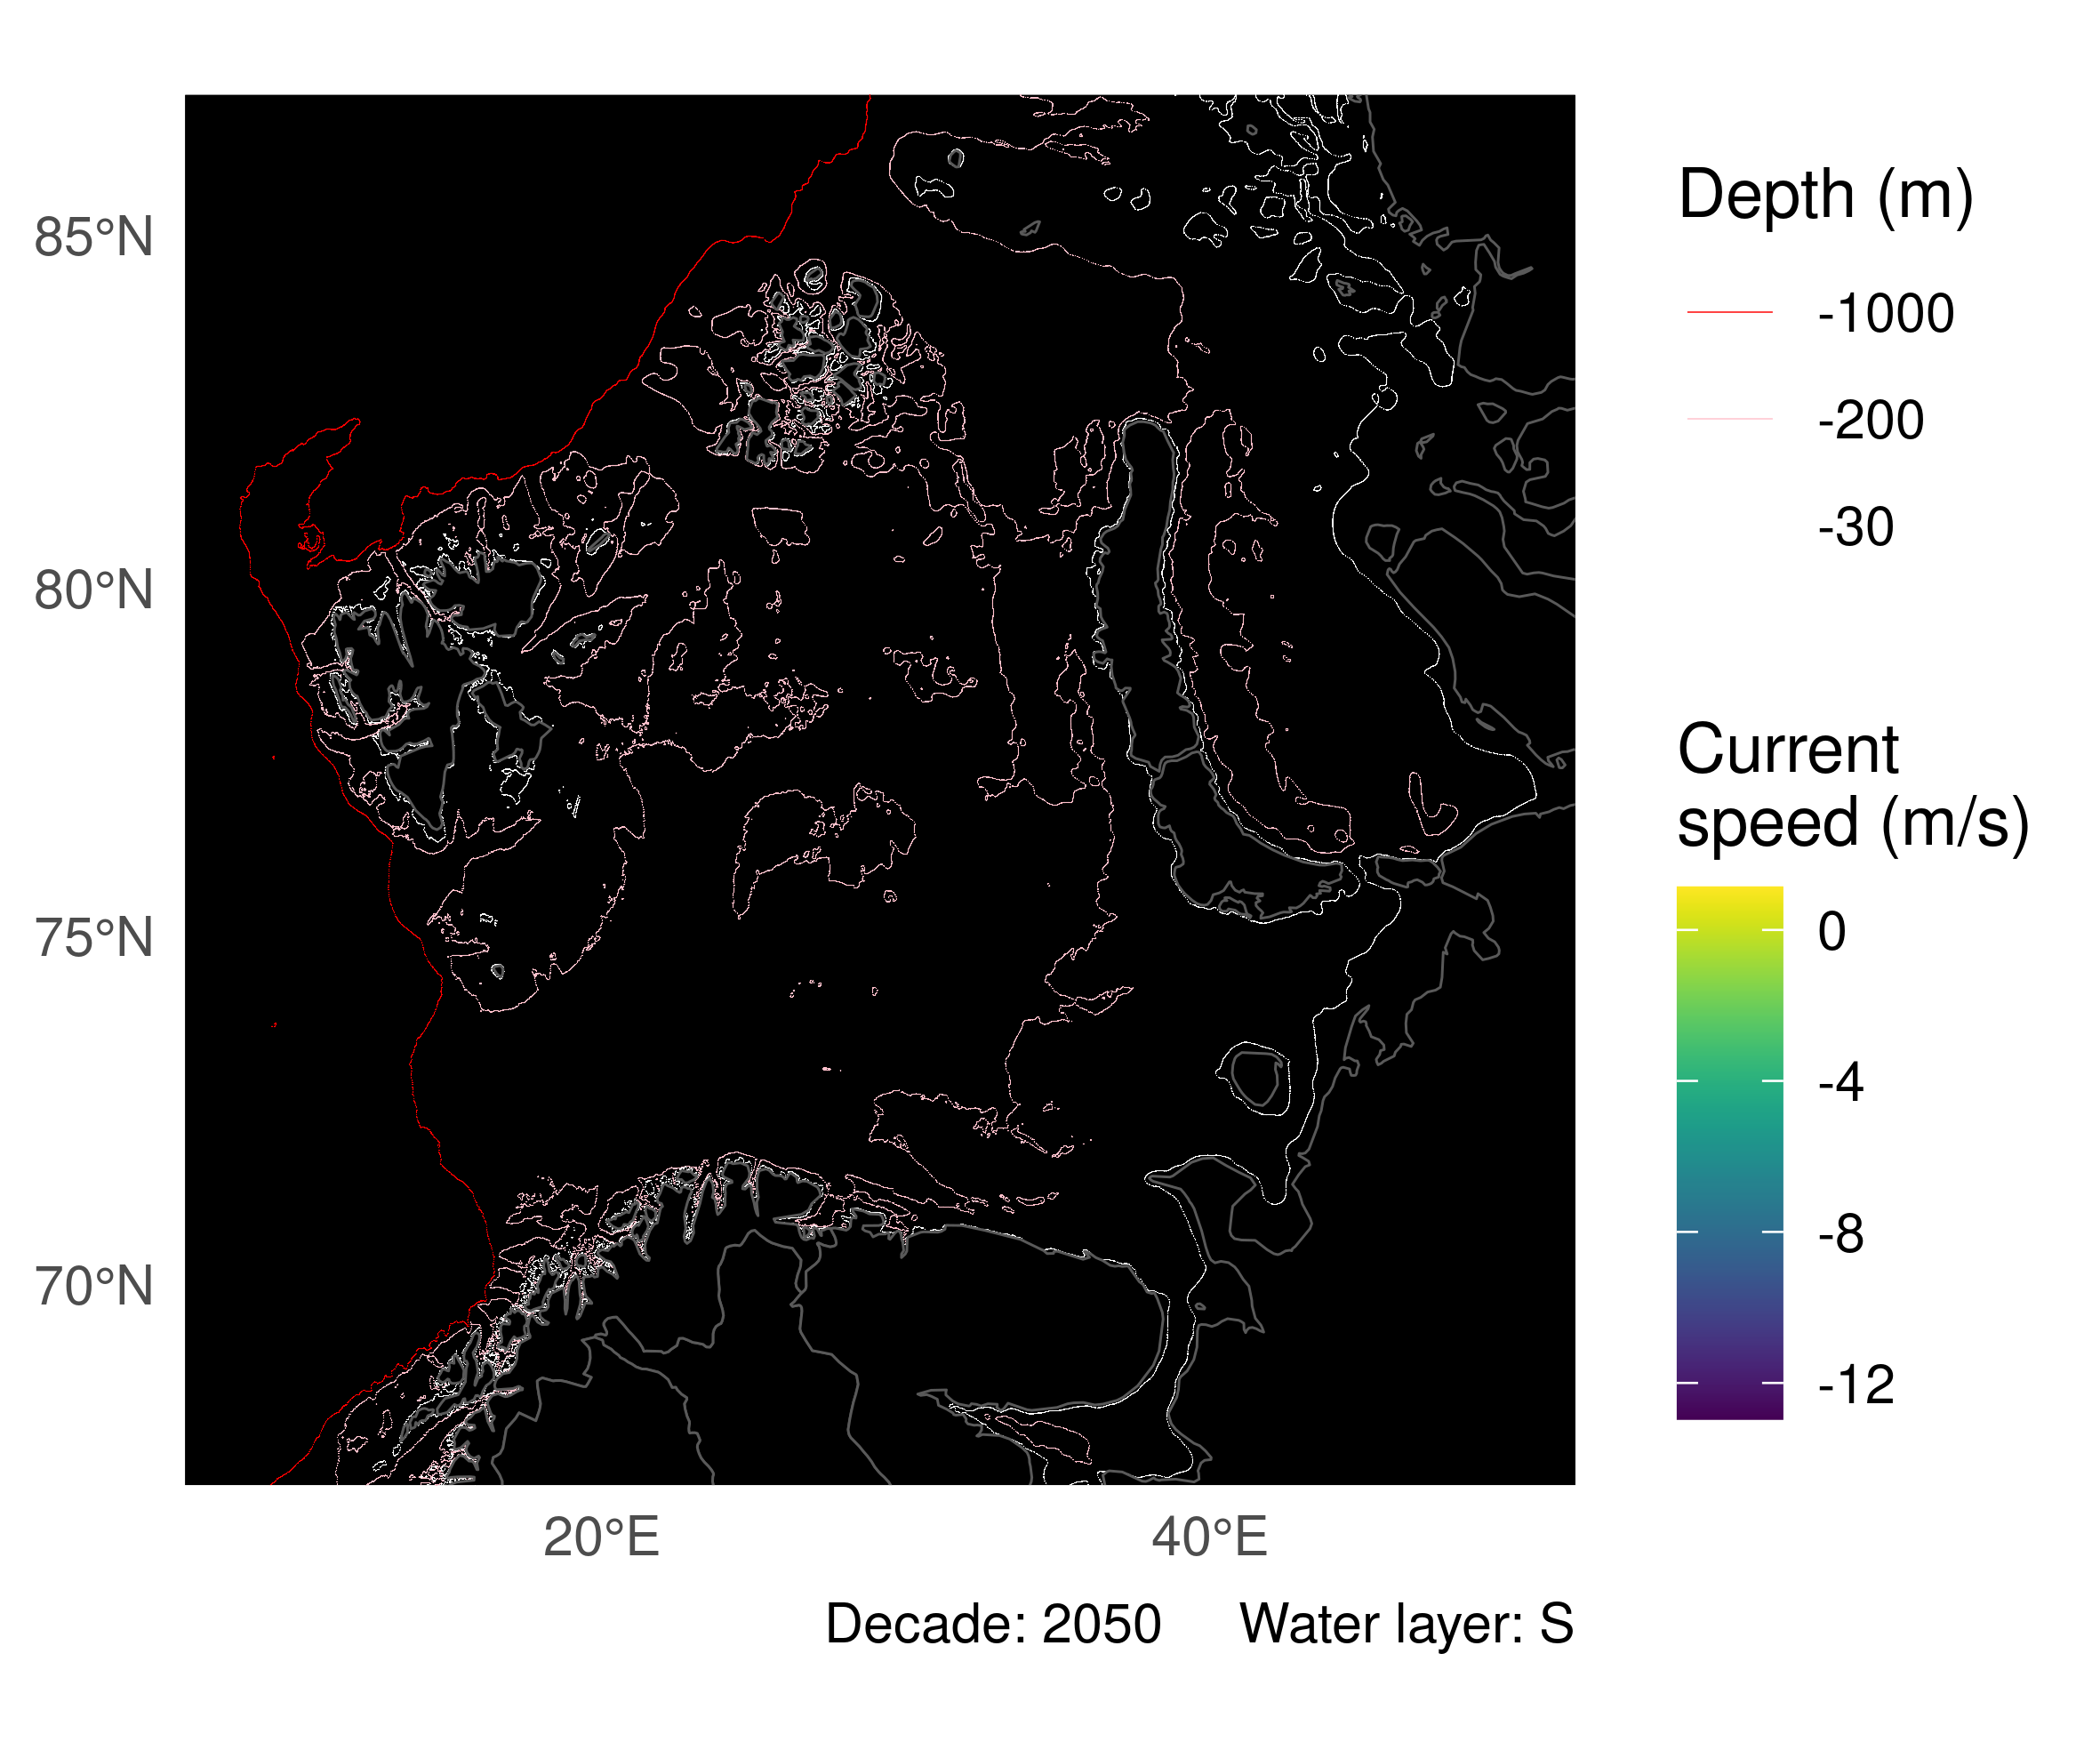 85°N
80°N
75°N
70°N
20°E
40°E
Depth (m)
-1000
-200
-30
Current
speed (m/s)
0
-4
-8
-12
Decade: 2050 Water layer: S